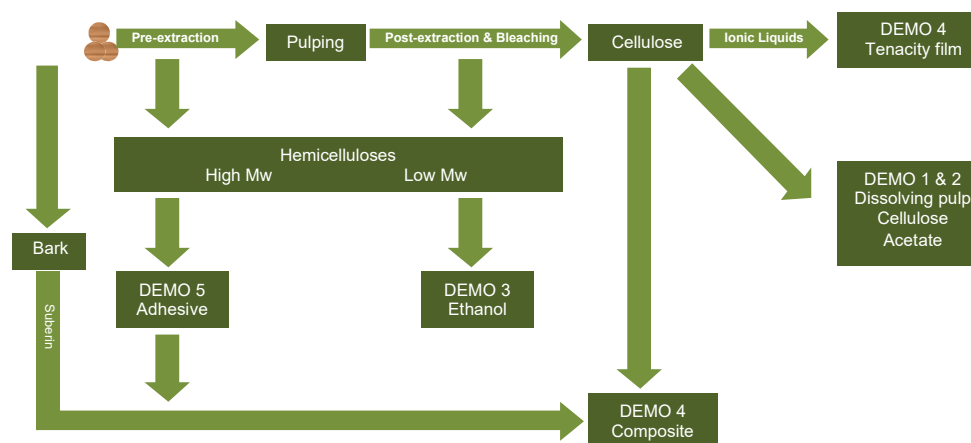 Pre-extraction
Pulping
Post-extraction & Bleaching
Cellulose
Ionic Liquids
DEMO 4
Tenacity film
Hemicelluloses
High Mw
Low Mw
DEMO 1 & 2
Dissolving pulp
Cellulose
Acetate
Bark
Suberin
DEMO 5
Adhesive
DEMO 3
Ethanol
DEMO 4
Composite